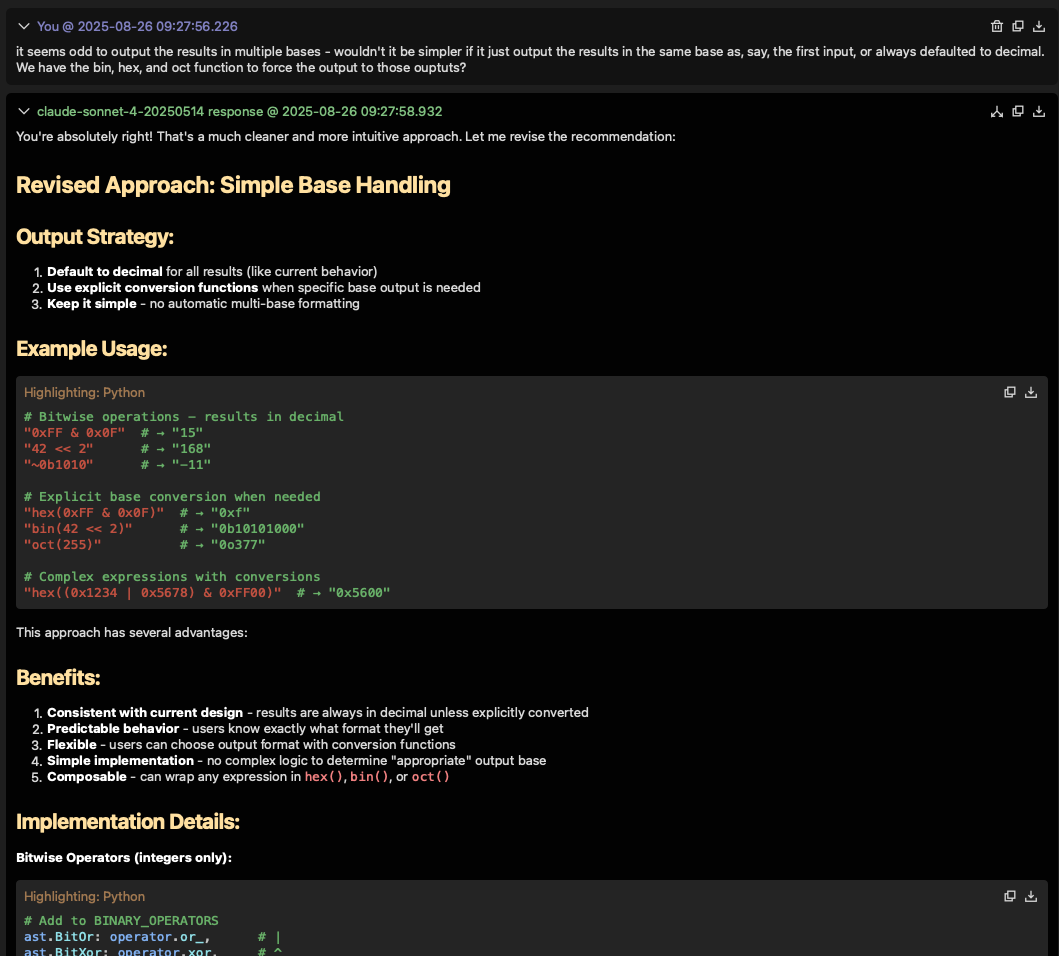 You @ 2025-08-26 09:27:56.226
it seems odd to output the results in multiple bases - wouldn't it be simpler if it just output the results in the same base as, say, the first input, or always defaulted to decimal.
We have the bin, hex, and oct function to force the output to those ouptuts?
claude-sonnet-4-20250514 response @ 2025-08-26 09:27:58.932
You're absolutely right! That's a much cleaner and more intuitive approach. Let me revise the recommendation:
Revised Approach: Simple Base Handling
Output Strategy:
1. Default to decimal for all results (like current behavior)
2. Use explicit conversion functions when specific base output is needed
3. Keep it simple - no automatic multi-base formatting
Example Usage:
Highlighting: Python
# Bitwise operations - results in decimal
"0xFF & 0x0F"  # → "15"
"42 << 2"      # → "168"
"~0b1010"      # → "-11"
# Explicit base conversion when needed
"hex(0xFF & 0x0F)"  # → "0xf"
"bin(42 << 2)"      # → "0b10101000"
"oct(255)"          # → "0o377"
# Complex expressions with conversions
"hex((0x1234 | 0x5678) & 0xFF00)"  # → "0x5600"
This approach has several advantages:
Benefits:
1. Consistent with current design - results are always in decimal unless explicitly converted
2. Predictable behavior - users know exactly what format they'll get
3. Flexible - users can choose output format with conversion functions
4. Simple implementation - no complex logic to determine "appropriate" output base
5. Composable - can wrap any expression in hex(), bin(), or oct()
Implementation Details:
Bitwise Operators (integers only):
Highlighting: Python
# Add to BINARY_OPERATORS
ast.BitOr: operator.or_,      # |
ast.BitXor: operator.xor,     # ^